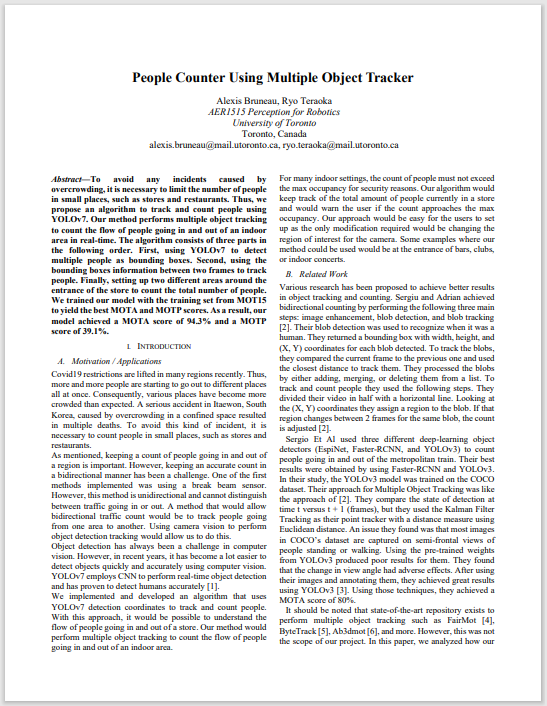 People Counter Using Multiple Object Tracker
Alexis Bruneau, Ryo Teraoka
AER1515 Perception for Robotics
University of Toronto
Toronto, Canada
alexis.bruneau@mail.utoronto.ca, ryo.teraoka@mail.utoronto.ca
Abstract—To avoid any incidents caused by
overcrowding, it is necessary to limit the number of people
in small places, such as stores and restaurants. Thus, we
propose an algorithm to track and count people using
YOLOv7. Our method performs multiple object tracking
to count the flow of people going in and out of an indoor
area in real-time. The algorithm consists of three parts in
the following order. First, using YOLOv7 to detect
multiple people as bounding boxes. Second, using the
bounding boxes information between two frames to track
people. Finally, setting up two different areas around the
entrance of the store to count the total number of people.
We trained our model with the training set from MOT15
to yield the best MOTA and MOTP scores. As a result, our
model achieved a MOTA score of 94.3% and a MOTP
score of 39.1%.
I. INTRODUCTION
A. Motivation / Applications
Covid19 restrictions are lifted in many regions recently. Thus,
more and more people are starting to go out to different places
all at once. Consequently, various places have become more
crowded than expected. A serious accident in Itaewon, South
Korea, caused by overcrowding in a confined space resulted
in multiple deaths. To avoid this kind of incident, it is
necessary to count people in small places, such as stores and
restaurants.
As mentioned, keeping a count of people going in and out of
a region is important. However, keeping an accurate count in
a bidirectional manner has been a challenge. One of the first
methods implemented was using a break beam sensor.
However, this method is unidirectional and cannot distinguish
between traffic going in or out. A method that would allow
bidirectional traffic count would be to track people going
from one area to another. Using camera vision to perform
object detection tracking would allow us to do this.
Object detection has always been a challenge in computer
vision. However, in recent years, it has become a lot easier to
detect objects quickly and accurately using computer vision.
YOLOv7 employs CNN to perform real-time object detection
and has proven to detect humans accurately [1].
We implemented and developed an algorithm that uses
YOLOv7 detection coordinates to track and count people.
With this approach, it would be possible to understand the
flow of people going in and out of a store. Our method would
perform multiple object tracking to count the flow of people
going in and out of an indoor area.
For many indoor settings, the count of people must not exceed
the max occupancy for security reasons. Our algorithm would
keep track of the total amount of people currently in a store
and would warn the user if the count approaches the max
occupancy. Our approach would be easy for the users to set
up as the only modification required would be changing the
region of interest for the camera. Some examples where our
method could be used would be at the entrance of bars, clubs,
or indoor concerts.
B. Related Work
Various research has been proposed to achieve better results
in object tracking and counting. Sergiu and Adrian achieved
bidirectional counting by performing the following three main
steps: image enhancement, blob detection, and blob tracking
[2]. Their blob detection was used to recognize when it was a
human. They returned a bounding box with width, height, and
(X, Y) coordinates for each blob detected. To track the blobs,
they compared the current frame to the previous one and used
the closest distance to track them. They processed the blobs
by either adding, merging, or deleting them from a list. To
track and count people they used the following steps. They
divided their video in half with a horizontal line. Looking at
the (X, Y) coordinates they assign a region to the blob. If that
region changes between 2 frames for the same blob, the count
is adjusted [2].
Sergio Et Al used three different deep-learning object
detectors (EspiNet, Faster-RCNN, and YOLOv3) to count
people going in and out of the metropolitan train. Their best
results were obtained by using Faster-RCNN and YOLOv3.
In their study, the YOLOv3 model was trained on the COCO
dataset. Their approach for Multiple Object Tracking was like
the approach of [2]. They compare the state of detection at
time t versus t + 1 (frames), but they used the Kalman Filter
Tracking as their point tracker with a distance measure using
Euclidean distance. An issue they found was that most images
in COCO's dataset are captured on semi-frontal views of
people standing or walking. Using the pre-trained weights
from YOLOv3 produced poor results for them. They found
that the change in view angle had adverse effects. After using
their images and annotating them, they achieved great results
using YOLOv3 [3]. Using those techniques, they achieved a
MOTA score of 80%.
It should be noted that state-of-the-art repository exists to
perform multiple object tracking such as FairMot [4],
ByteTrack [5], Ab3dmot [6], and more. However, this was not
the scope of our project. In this paper, we analyzed how our